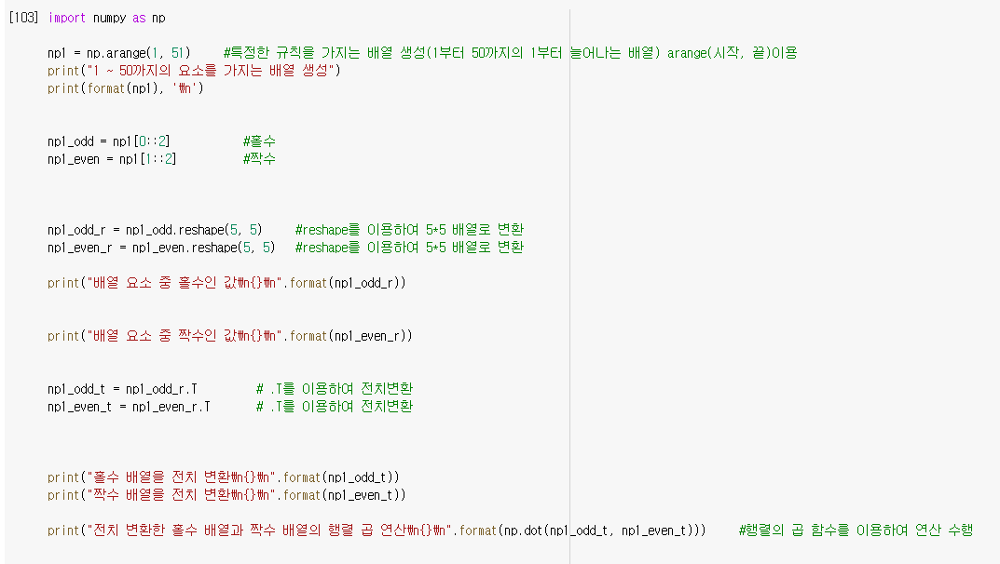 [103] import numpy as np
np1 = np.arange(1, 51) #특정한 규칙을 가지는 배열 생성(1부터 50까지의 1부터 늘어나는 배열) arange(시작, 끝)이용
print("1 ~ 50까지의 요소를 가지는 배열 생성")
print(format(np1), '₩n')
np1_odd = np1[0::2] #홀수
np1_even = np1[1::2] #짝수
np1_odd_r = np1_odd.reshape(5, 5) #reshape를 이용하여 5*5 배열로 변환
np1_even_r = np1_even.reshape(5, 5) #reshape를 이용하여 5*5 배열로 변환
print("배열 요소 중 홀수인 값₩n{}₩n".format(np1_odd_r))
print("배열 요소 중 짝수인 값₩n{}₩n".format(np1_even_r))
np1_odd_t = np1_odd_r.T # .T를 이용하여 전치변환
np1_even_t = np1_even_r.T # .T를 이용하여 전치변환
print("홀수 배열을 전치 변환₩n{}₩n".format(np1_odd_t))
print("짝수 배열을 전치 변환₩n{}₩n".format(np1_even_t))
print("전치 변환한 홀수 배열과 짝수 배열의 행렬 곱 연산₩n{}₩n".format(np.dot(np1_odd_t, np1_even_t))) #행렬의 곱 함수를 이용하여 연산 수행